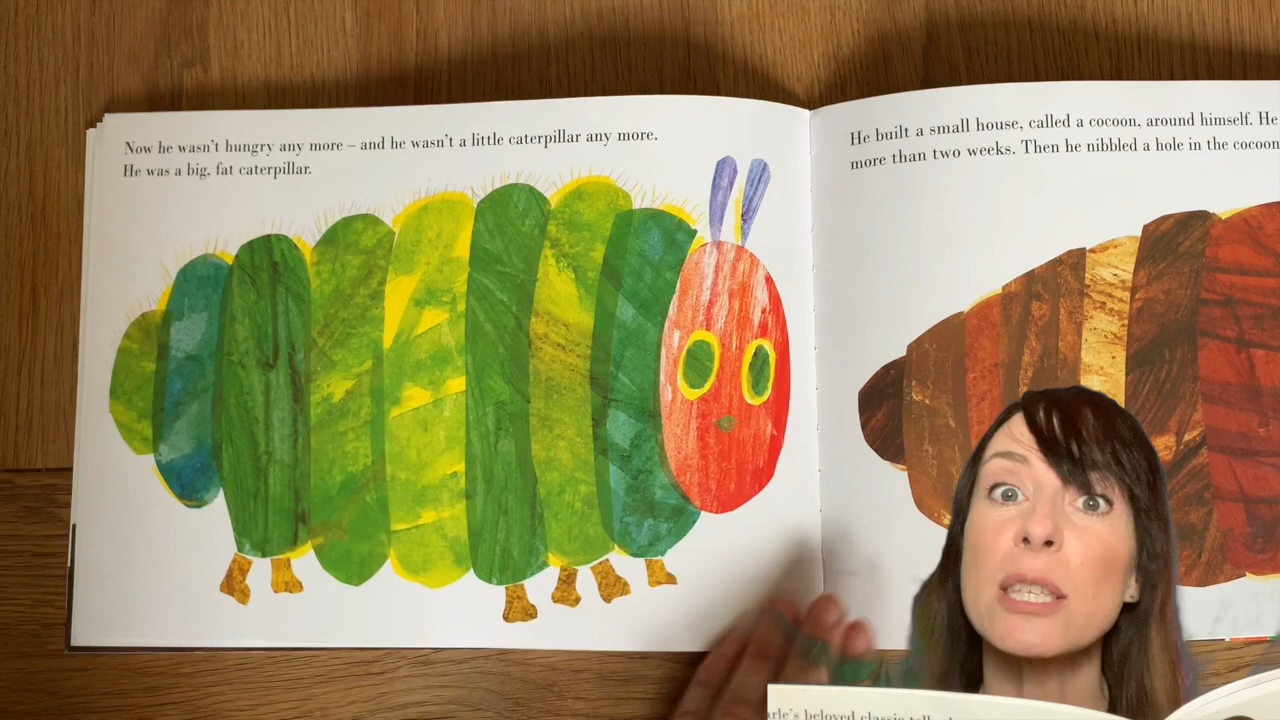 Now he wasn't hungry any more – and he wasn't a little caterpillar any more.
He was a big, fat caterpillar.
He built a small house, called a cocoon, around himself. He
more than two weeks. Then he nibbled a hole in the cocoon
beloved classic